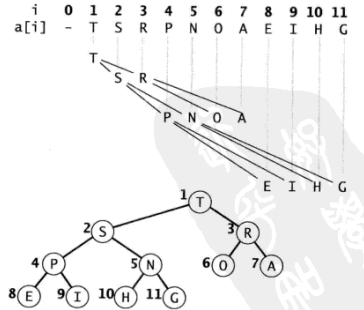 i 0 1 2 3 4 5 6 7 8 9 10 11
a[i] - T S R P N O A E I H G
T
S R
P N O A
E I H G
1 T
2 S 3 R
4 P 5 N 6 O 7 A
8 E 9 I 10 H 11 G